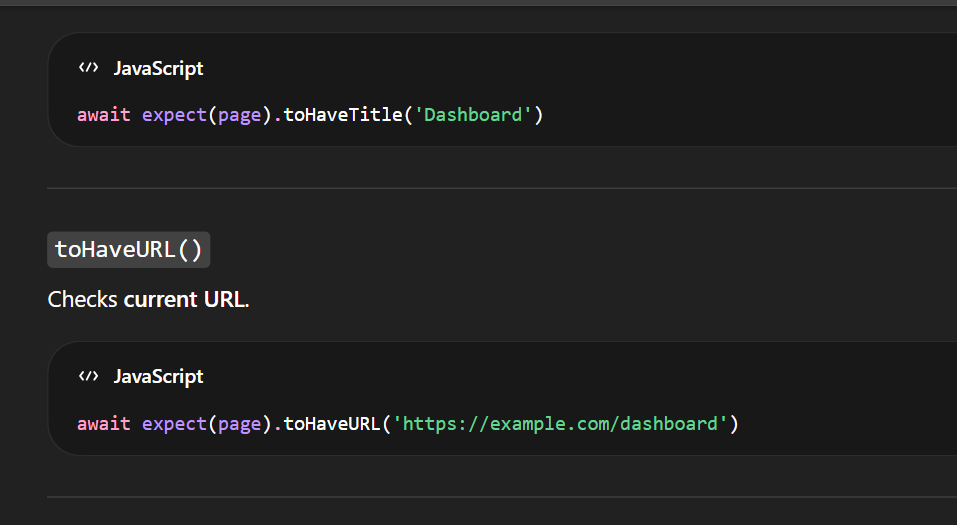 </> JavaScript
await expect(page).toHaveTitle('Dashboard')
toHaveURL()
Checks current URL.
</> JavaScript
await expect(page).toHaveURL('https://example.com/dashboard')